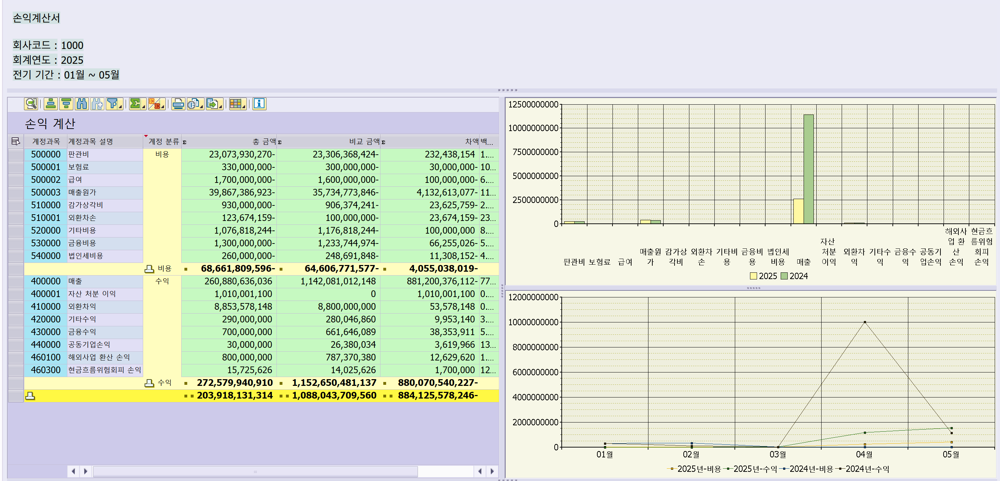 손익계산서
회사코드 : 1000
회계연도 : 2025
전기 기간 : 01월 ~ 05월
손익 계산
계정과목 계정과목 설명 계정 분류 Σ 총 금액 Σ 비교 금액 Σ 차액 백...
500000 판관비 비용 23,073,930,270- 23,306,368,424- 232,438,154 1....
500001 보험료 330,000,000- 300,000,000- 30,000,000- 10...
500002 급여 1,700,000,000- 1,600,000,000- 100,000,000- 6....
500003 매출원가 39,867,386,923- 35,734,773,846- 4,132,613,077- 11...
510000 감가상각비 930,000,000- 906,374,241- 23,625,759- 2....
510001 외환차손 123,674,159- 100,000,000- 23,674,159- 23...
520000 기타비용 1,076,818,244- 1,176,818,244- 100,000,000 8....
530000 금융비용 1,300,000,000- 1,233,744,974- 66,255,026- 5....
540000 법인세비용 260,000,000- 248,691,848- 11,308,152- 4....
비용 68,661,809,596- 64,606,771,577- 4,055,038,019-
400000 매출 수익 260,880,636,036 1,142,081,012,148 881,200,376,112- 77...
400001 자산 처분 이익 1,010,001,100 0 1,010,001,100 0....
410000 외환차익 8,853,578,148 8,800,000,000 53,578,148 0....
420000 기타수익 290,000,000 280,046,860 9,953,140 3....
430000 금융수익 700,000,000 661,646,089 38,353,911 5....
440000 공동기업손익 30,000,000 26,380,034 3,619,966 13...
460100 해외사업 환산 손익 800,000,000 787,370,380 12,629,620 1....
460300 현금흐름위험회피 손익 15,725,626 14,025,626 1,700,000 12...
수익 272,579,940,910 1,152,650,481,137 880,070,540,227-
203,918,131,314 1,088,043,709,560 884,125,578,246-
12500000000
10000000000
7500000000
5000000000
2500000000
0
판관비 보험료 급여 매출원가 감가상각비 외환차손 기타비용 금융비용 법인세비용 매출 자산 처분 이익 외환차익 기타수익 금융수익 공동기업손익 해외사업 환산 손익 현금흐름위험회피 손익
2025 2024
12000000000
10000000000
8000000000
6000000000
4000000000
2000000000
0
01월 02월 03월 04월 05월
2025년-비용 2025년-수익 2024년-비용 2024년-수익